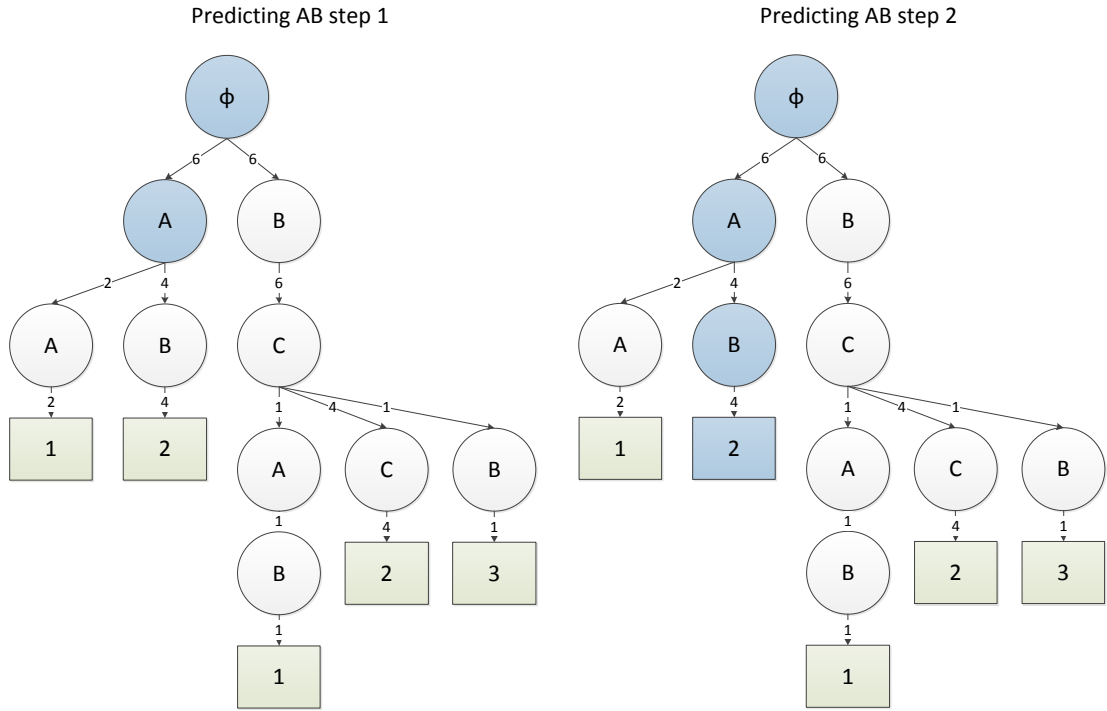 Predicting AB step 1
Predicting AB step 2
ϕ
ϕ
6 6
6 6
A B
A B
2 4 6
2 4 6
A B C
A B C
2 4 1 4 1
2 4 1 4 1
1 2 A C B
1 2 A C B
1 4 1
1 4 1
B 2 3
B 2 3
1
1
1
1